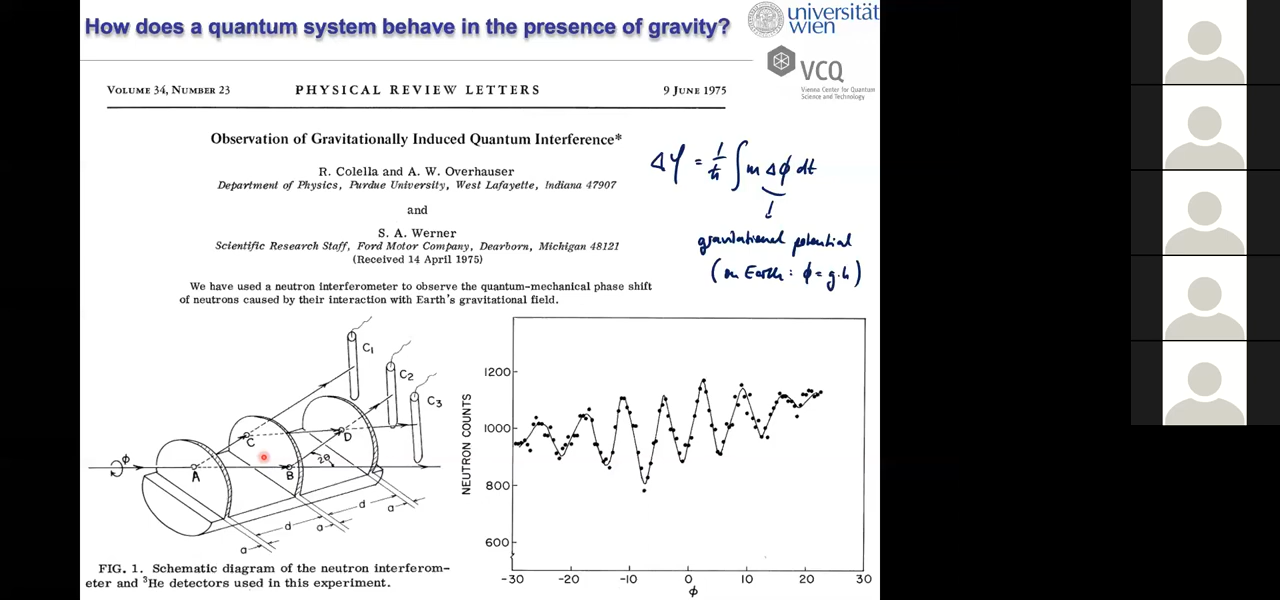 How does a quantum system behave in the presence of gravity?
universität
wien
VCQ
Vienna Center for Quantum
Science and Technology
VOLUME 34, NUMBER 23
PHYSICAL REVIEW LETTERS
9 JUNE 1975
Observation of Gravitationally Induced Quantum Interference*
R. Colella and A. W. Overhauser
Department of Physics, Purdue University, West Lafayette, Indiana 47907
and
S. A. Werner
Scientific Research Staff, Ford Motor Company, Dearborn, Michigan 48121
(Received 14 April 1975)
We have used a neutron interferometer to observe the quantum-mechanical phase shift
of neutrons caused by their interaction with Earth's gravitational field.
Δφ = 1/ħ ∫ m Δϕ dt
gravitational potential
(on Earth: ϕ = g.h)
C1
C2
C3
C
D
ϕ
A
B
2θ
d
d
a
a
a
FIG. 1. Schematic diagram of the neutron interferom-
eter and ³He detectors used in this experiment.
NEUTRON COUNTS
1200
1000
800
600
-30 -20 -10 0 10 20 30
ϕ